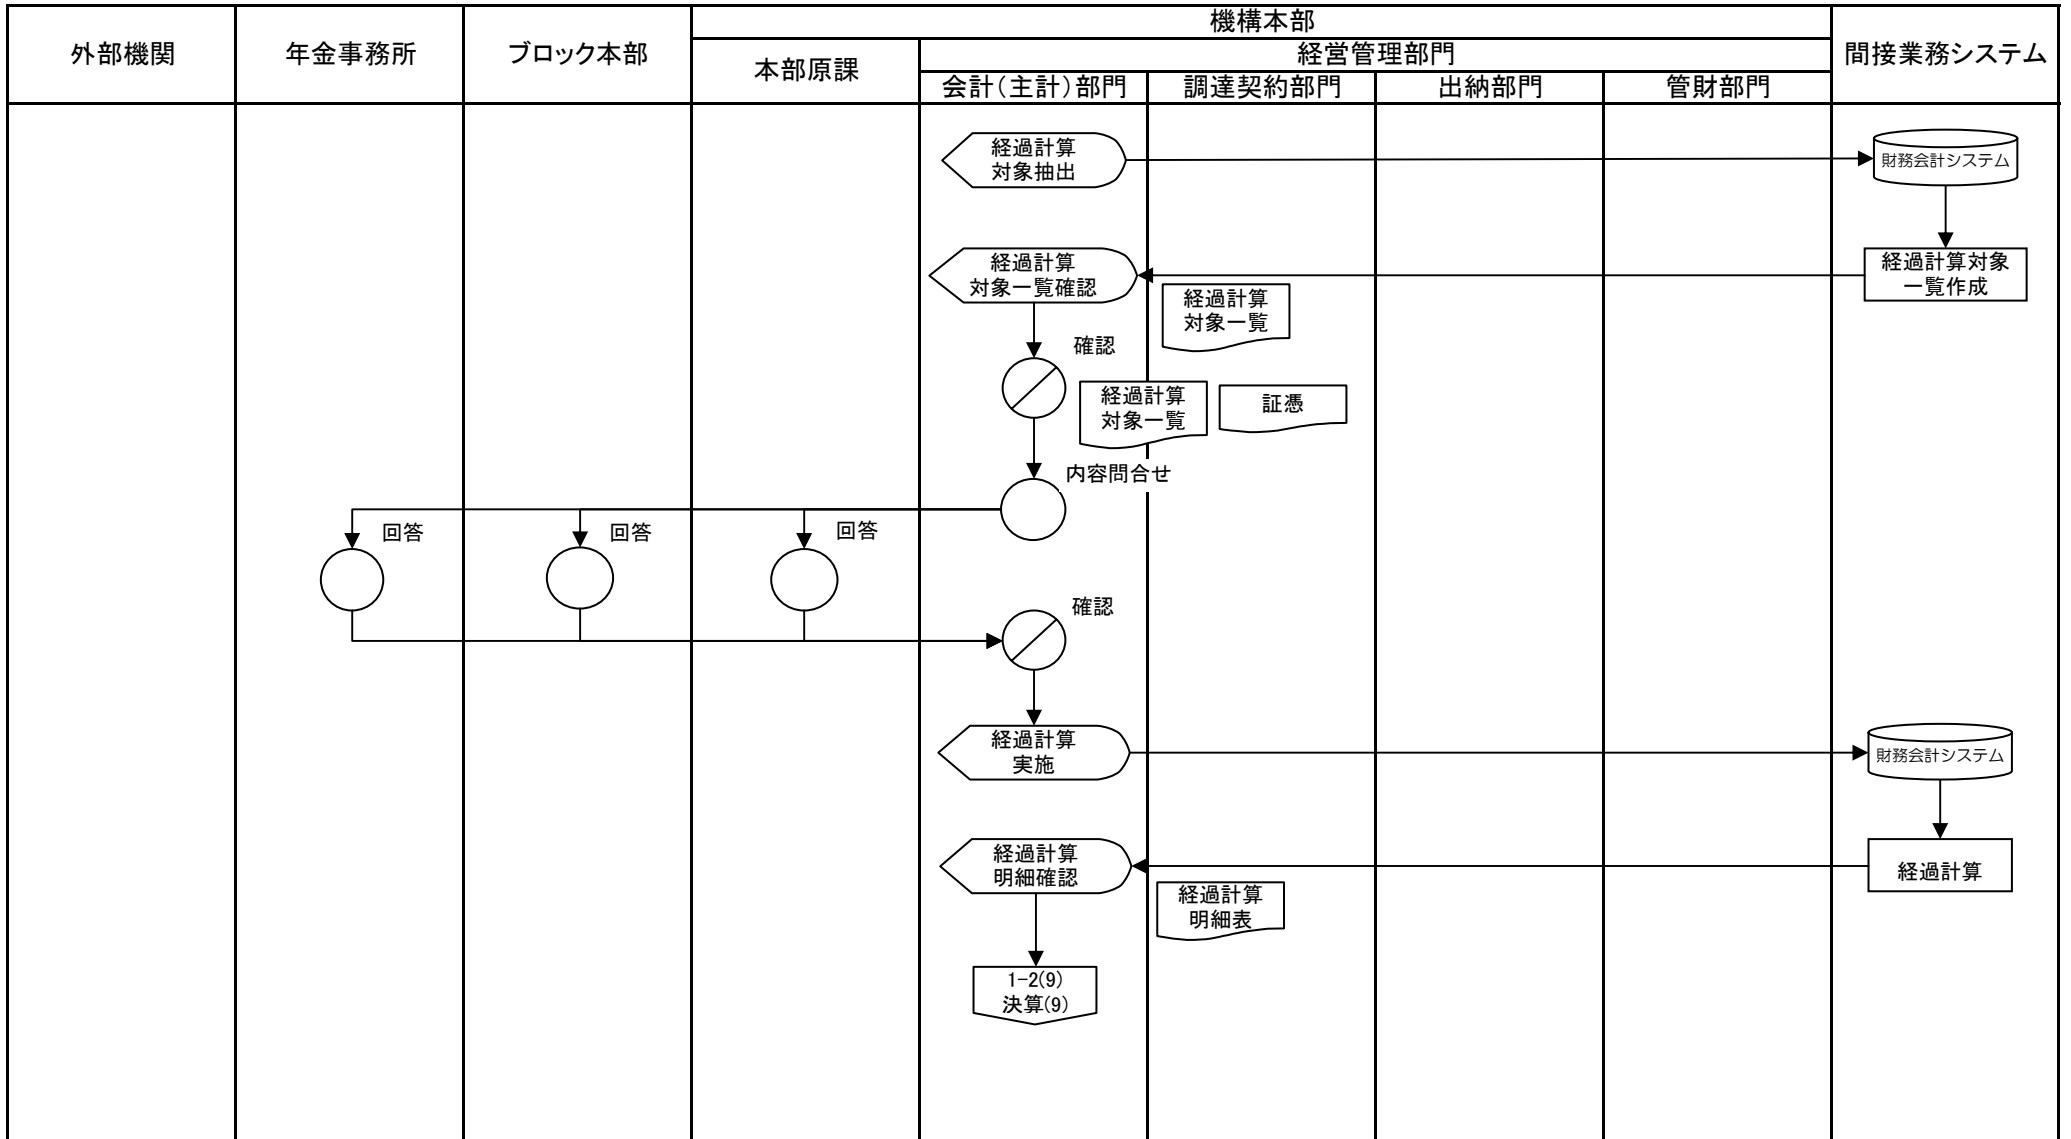 機構本部
外部機関
年金事務所
ブロック本部
本部原課
経営管理部門
間接業務システム
会計(主計)部門
調達契約部門
出納部門
管財部門
経過計算
対象抽出
財務会計システム
経過計算
対象一覧確認
経過計算対象
一覧作成
経過計算
対象一覧
確認
経過計算
対象一覧
証憑
内容問合せ
回答
回答
回答
確認
経過計算
実施
財務会計システム
経過計算
明細確認
経過計算
経過計算
明細表
1-2(9)
決算(9)